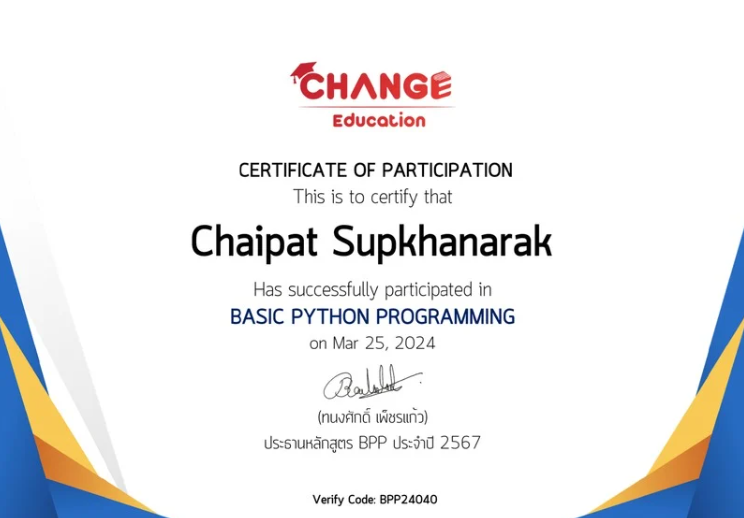 CHANGE
Education
CERTIFICATE OF PARTICIPATION
This is to certify that
Chaipat Supkhanarak
Has successfully participated in
BASIC PYTHON PROGRAMMING
on Mar 25, 2024
(ทนงศักดิ์ เพ็ชรแก้ว)
ประธานหลักสูตร BPP ประจำปี 2567
Verify Code: BPP24040